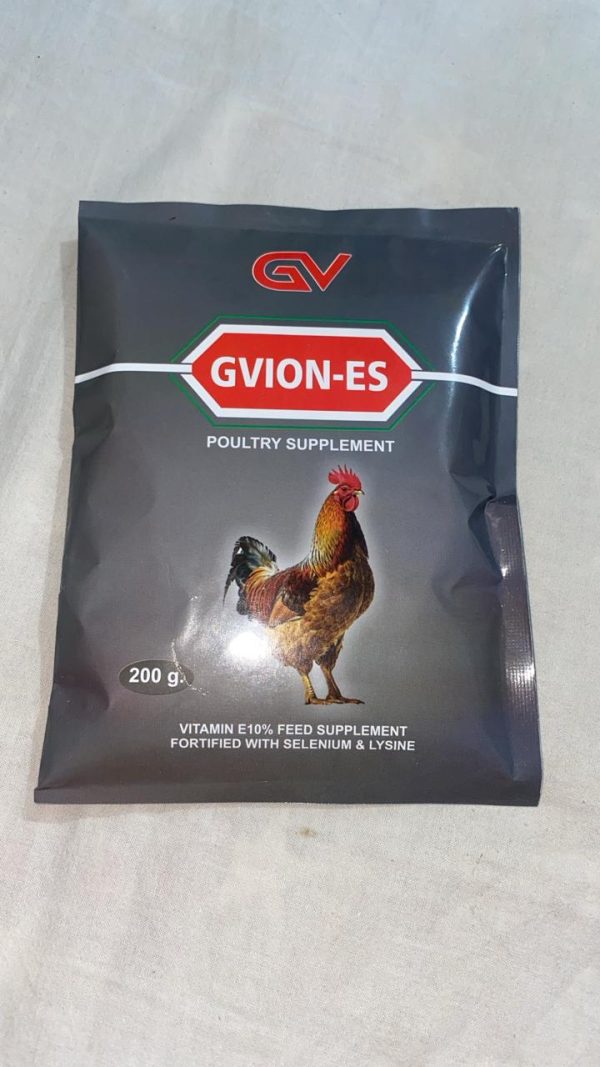 GV
GVION-ES
POULTRY SUPPLEMENT
200 g.
VITAMIN E10% FEED SUPPLEMENT
FORTIFIED WITH SELENIUM & LYSINE